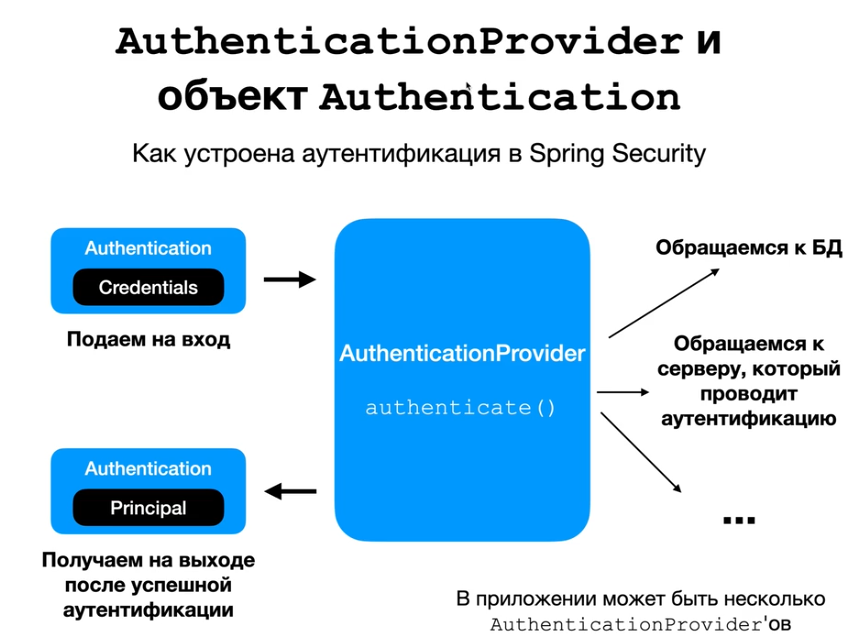 AuthenticationProvider и
объект Authentication
Как устроена аутентификация в Spring Security
Authentication
Credentials
Подаем на вход
AuthenticationProvider
authenticate()
Обращаемся к БД
Обращаемся к
серверу, который
проводит
аутентификацию
...
Authentication
Principal
Получаем на выходе
после успешной
аутентификации
В приложении может быть несколько
AuthenticationProvider'ов